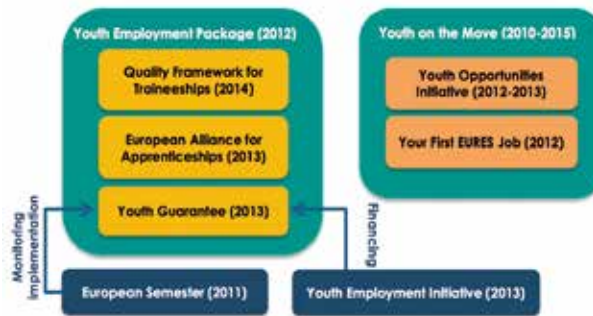 Youth Employment Package (2012)
Quality Framework for
Traineeships (2014)
European Alliance for
Apprenticeships (2013)
Youth Guarantee (2013)
Youth on the Move (2010-2015)
Youth Opportunities
Initiative (2012-2013)
Your First EURES Job (2012)
Monitoring
implementation
Financing
European Semester (2011)
Youth Employment Initiative (2013)